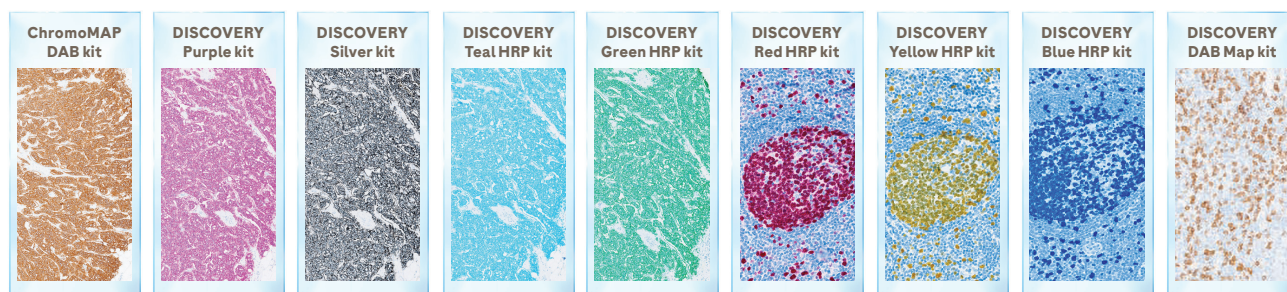 ChromoMAP
DAB kit
DISCOVERY
Purple kit
DISCOVERY
Silver kit
DISCOVERY
Teal HRP kit
DISCOVERY
Green HRP kit
DISCOVERY
Red HRP kit
DISCOVERY
Yellow HRP kit
DISCOVERY
Blue HRP kit
DISCOVERY
DAB Map kit